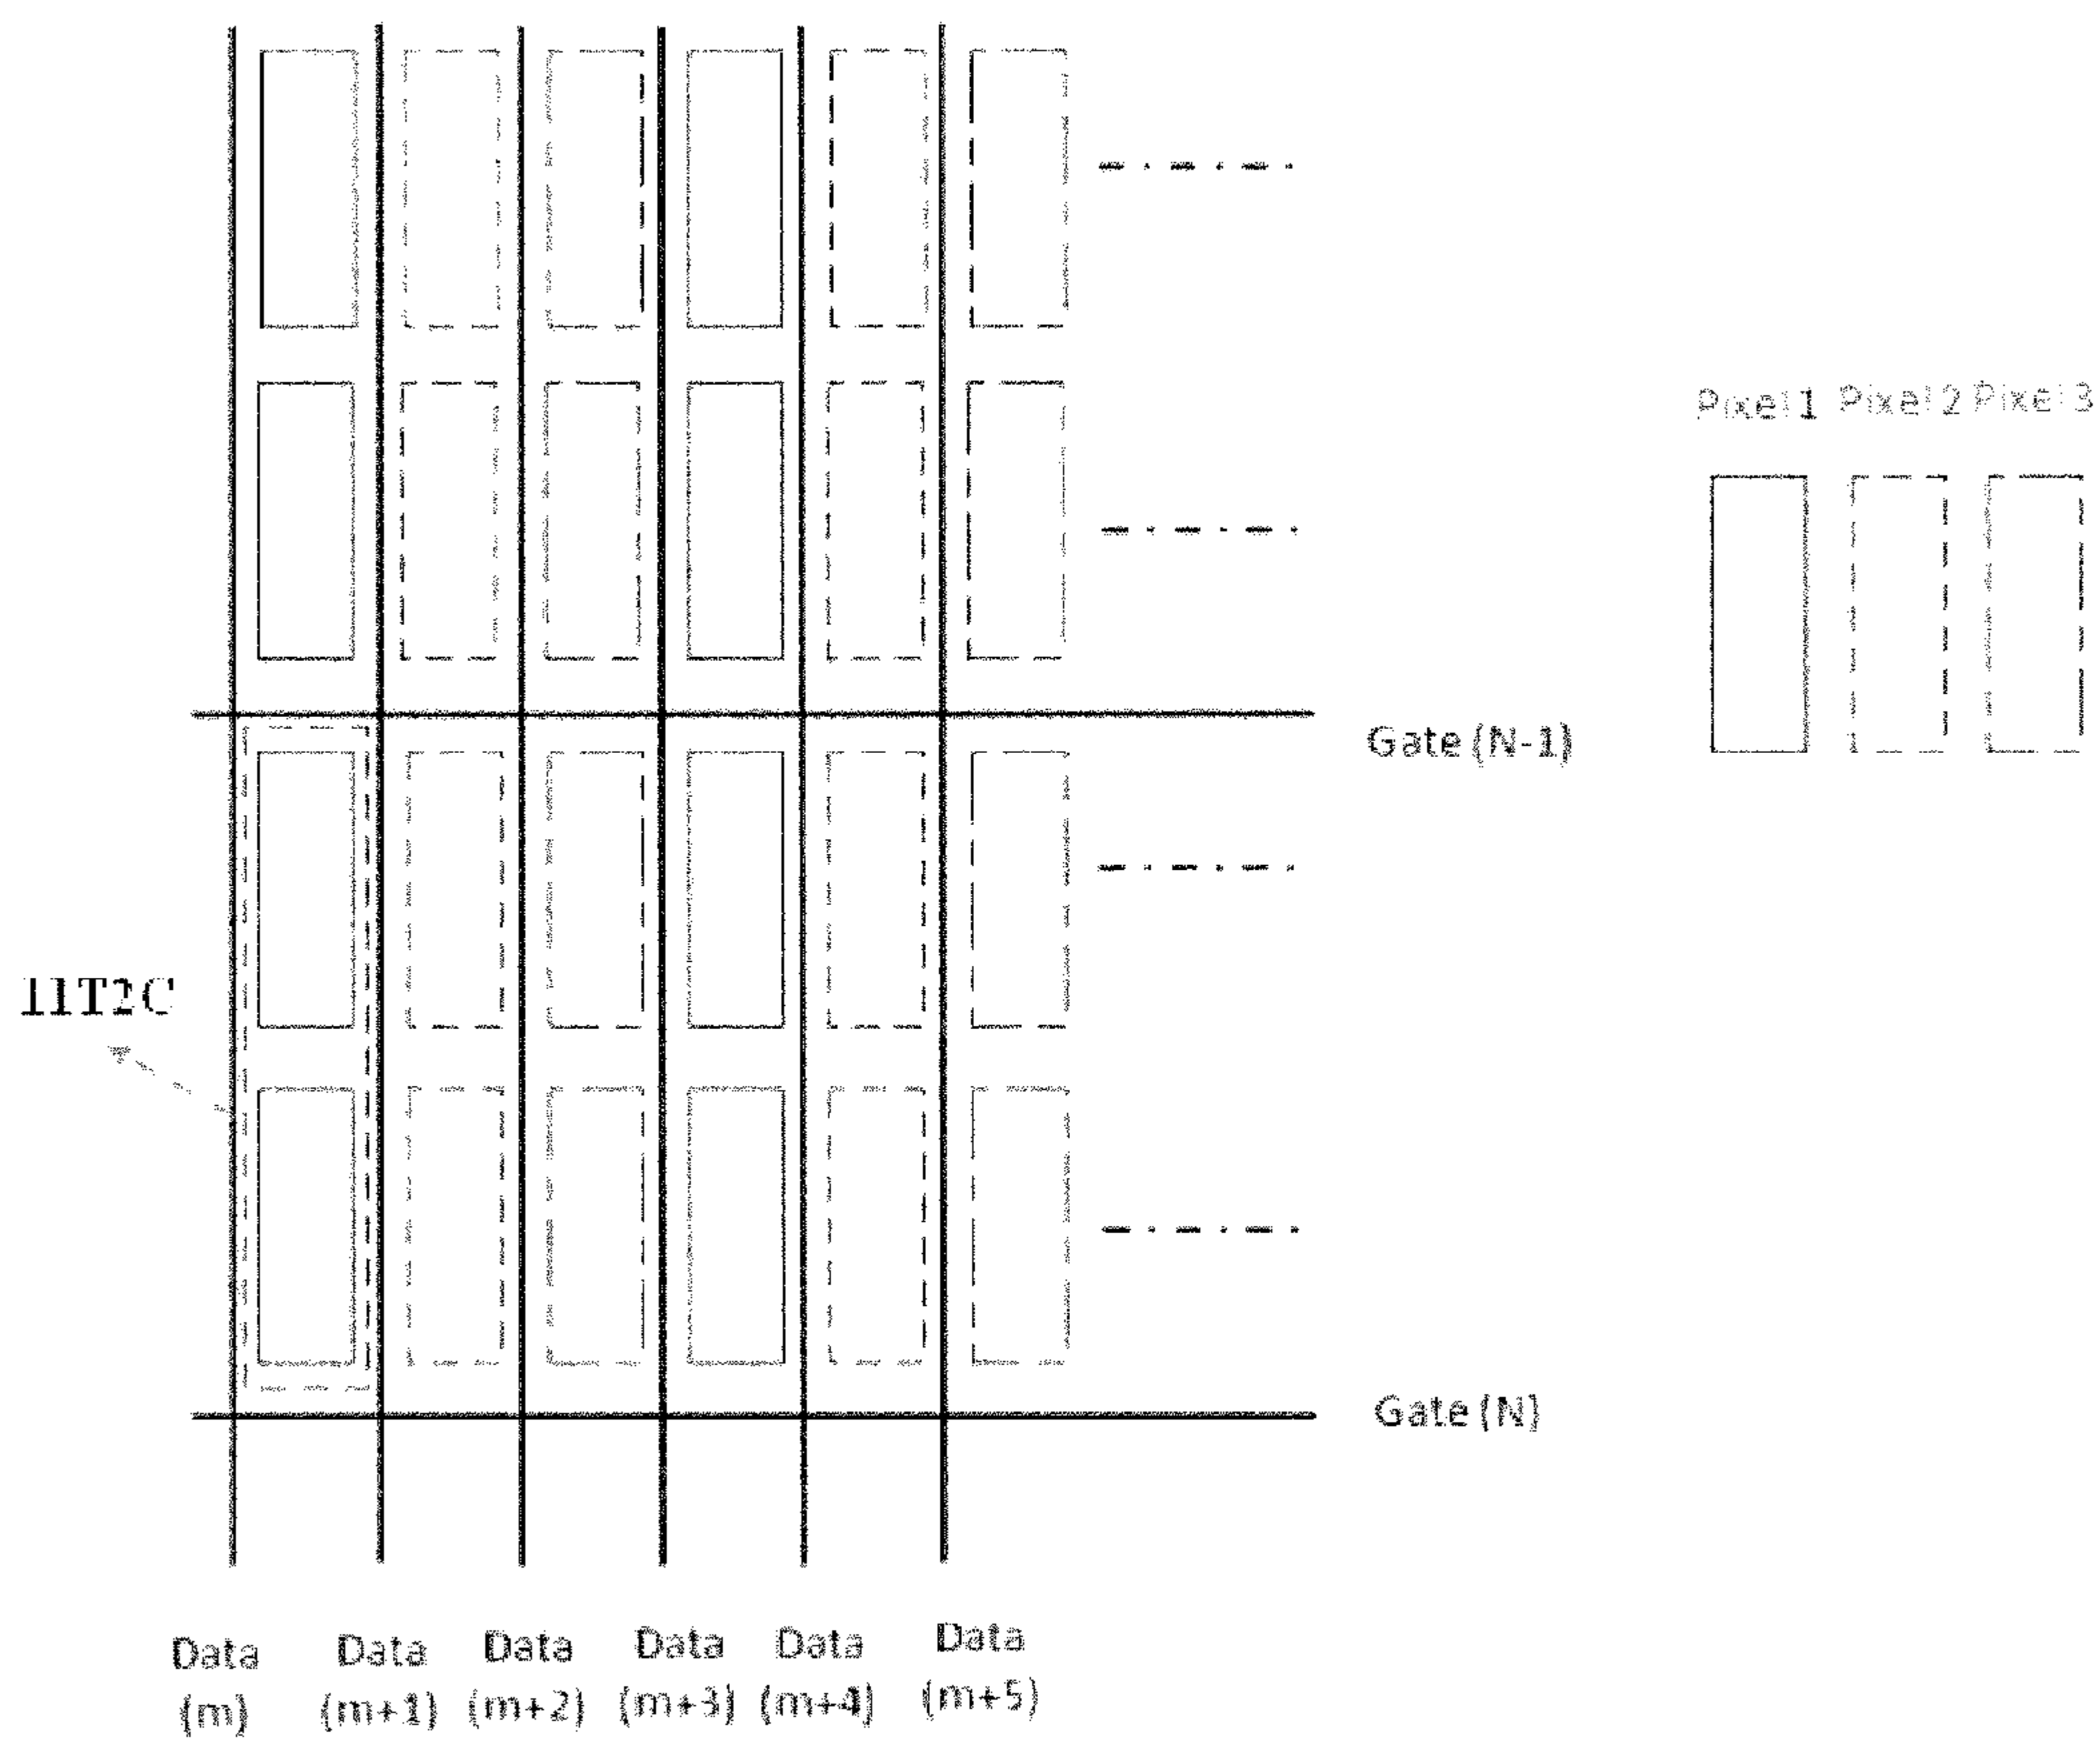 Pixel 1 Pixel 2 Pixel 3
Gate (N-1)
11T2C
Gate (N)
Data Data Data Data Data Data
(m) (m+1) (m+2) (m+3) (m+4) (m+5)